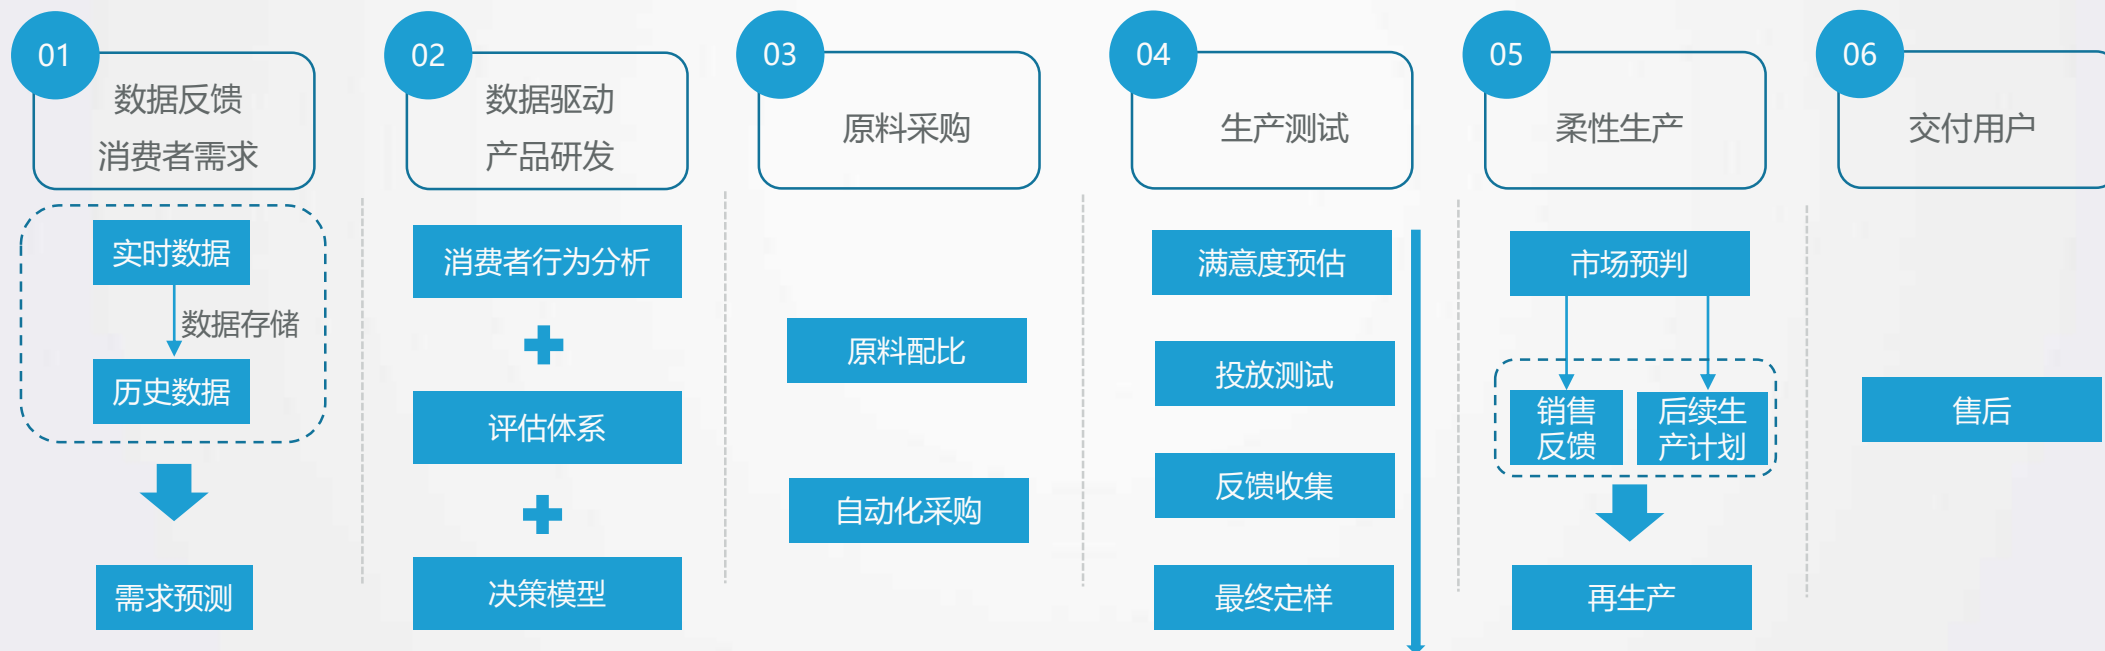 01
数据反馈
消费者需求
实时数据
数据存储
历史数据
需求预测
02
数据驱动
产品研发
消费者行为分析
评估体系
决策模型
03
原料采购
原料配比
自动化采购
04
生产测试
满意度预估
投放测试
反馈收集
最终定样
05
柔性生产
市场预判
销售
反馈
后续生
产计划
再生产
06
交付用户
售后